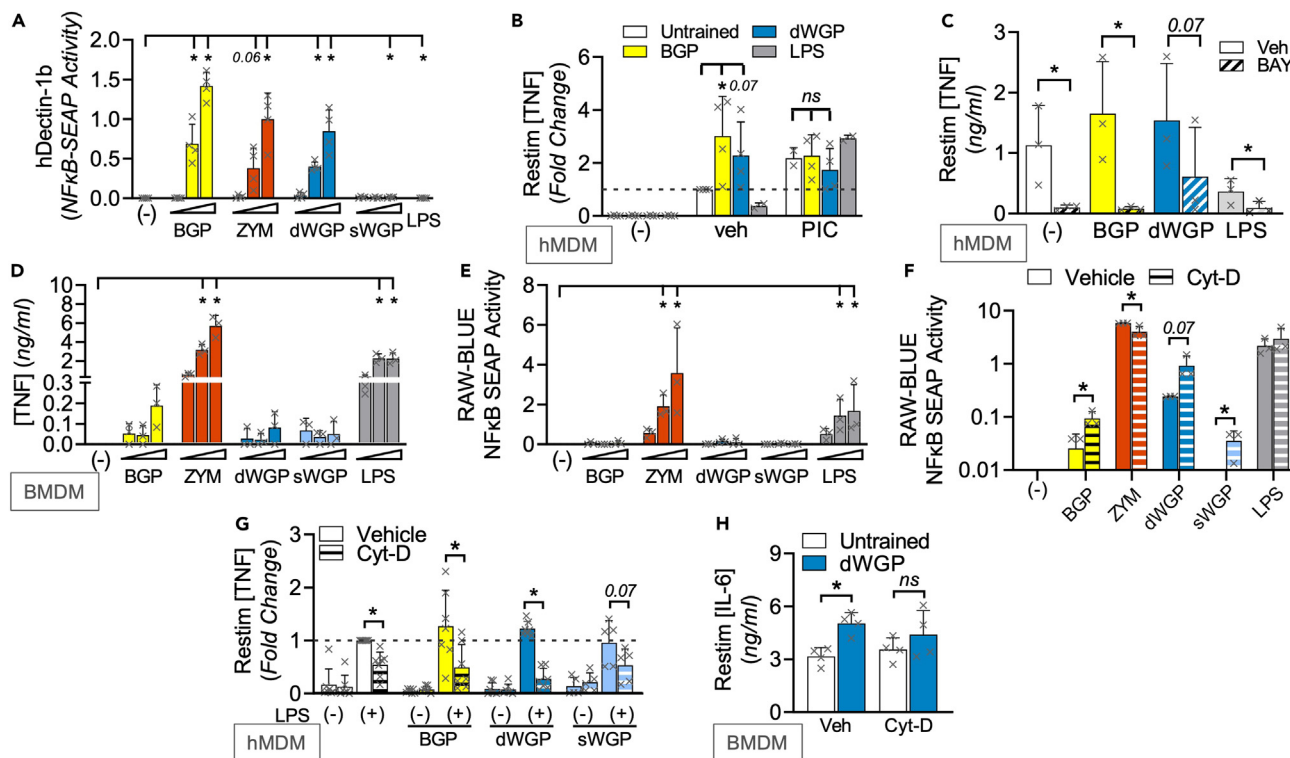 A
hDectin-1b
(NFκB-SEAP Activity)
2.0
1.5
1.0
0.5
0.0
* *
0.06 *
* *
*
*
(-)
BGP
ZYM
dWGP
sWGP
LPS
B
Untrained
BGP
dWGP
LPS
Restim [TNF]
(Fold Change)
6
4
2
0
* 0.07
ns
(-)
veh
PIC
hMDM
C
Restim [TNF]
(ng/ml)
3
2
1
0
*
*
0.07
*
Veh
BAY
(-)
BGP
dWGP
LPS
hMDM
D
[TNF] (ng/ml)
10
8
6
4
2
0.3
0.2
0.1
0.0
* *
* *
(-)
BGP
ZYM
dWGP
sWGP
LPS
BMDM
E
RAW-BLUE
NFκB SEAP Activity
8
6
4
2
0
* *
* *
(-)
BGP
ZYM
dWGP
sWGP
LPS
F
Vehicle
Cyt-D
RAW-BLUE
NFκB SEAP Activity
10
1
0.1
0.01
*
*
0.07
*
(-)
BGP
ZYM
dWGP
sWGP
LPS
G
Vehicle
Cyt-D
Restim [TNF]
(Fold Change)
3
2
1
0
*
*
*
0.07
LPS (-) (+) (-) (+) (-) (+) (-) (+)
BGP
dWGP
sWGP
hMDM
H
Untrained
dWGP
Restim [IL-6]
(ng/ml)
9
6
3
0
*
ns
Veh
Cyt-D
BMDM